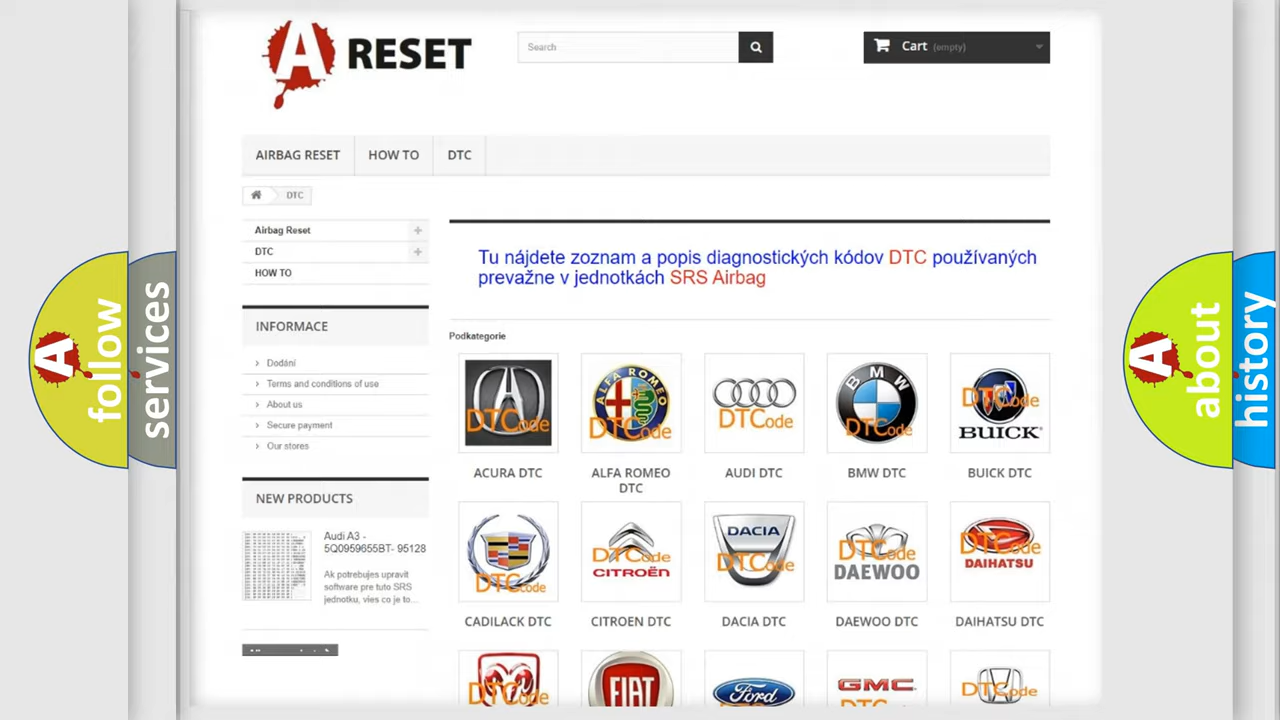 A RESET
Search
Cart (empty)
AIRBAG RESET
HOW TO
DTC
DTC
Airbag Reset
DTC
HOW TO
INFORMACE
Dodání
Terms and conditions of use
About us
Secure payment
Our stores
NEW PRODUCTS
Audi A3 -
5Q0959655BT- 95128
Ak potrebujes upravit
software pre tuto SRS
jednotku, vies co je to...
Tu nájdete zoznam a popis diagnostických kódov DTC používaných
prevažne v jednotkách SRS Airbag
Podkategorie
DTCode
ALFA ROMEO
DTCode
DTCode
BMW
DTCode
DTCode
BUICK
ACURA DTC
ALFA ROMEO
DTC
AUDI DTC
BMW DTC
BUICK DTC
DTCode
DTCode
CITROËN
DACIA
DTCode
DTCode
DAEWOO
DTCode
DAIHATSU
CADILACK DTC
CITROEN DTC
DACIA DTC
DAEWOO DTC
DAIHATSU DTC
DTCode
FIAT
Ford
GMC
DTCode
A follow
services
A about
history